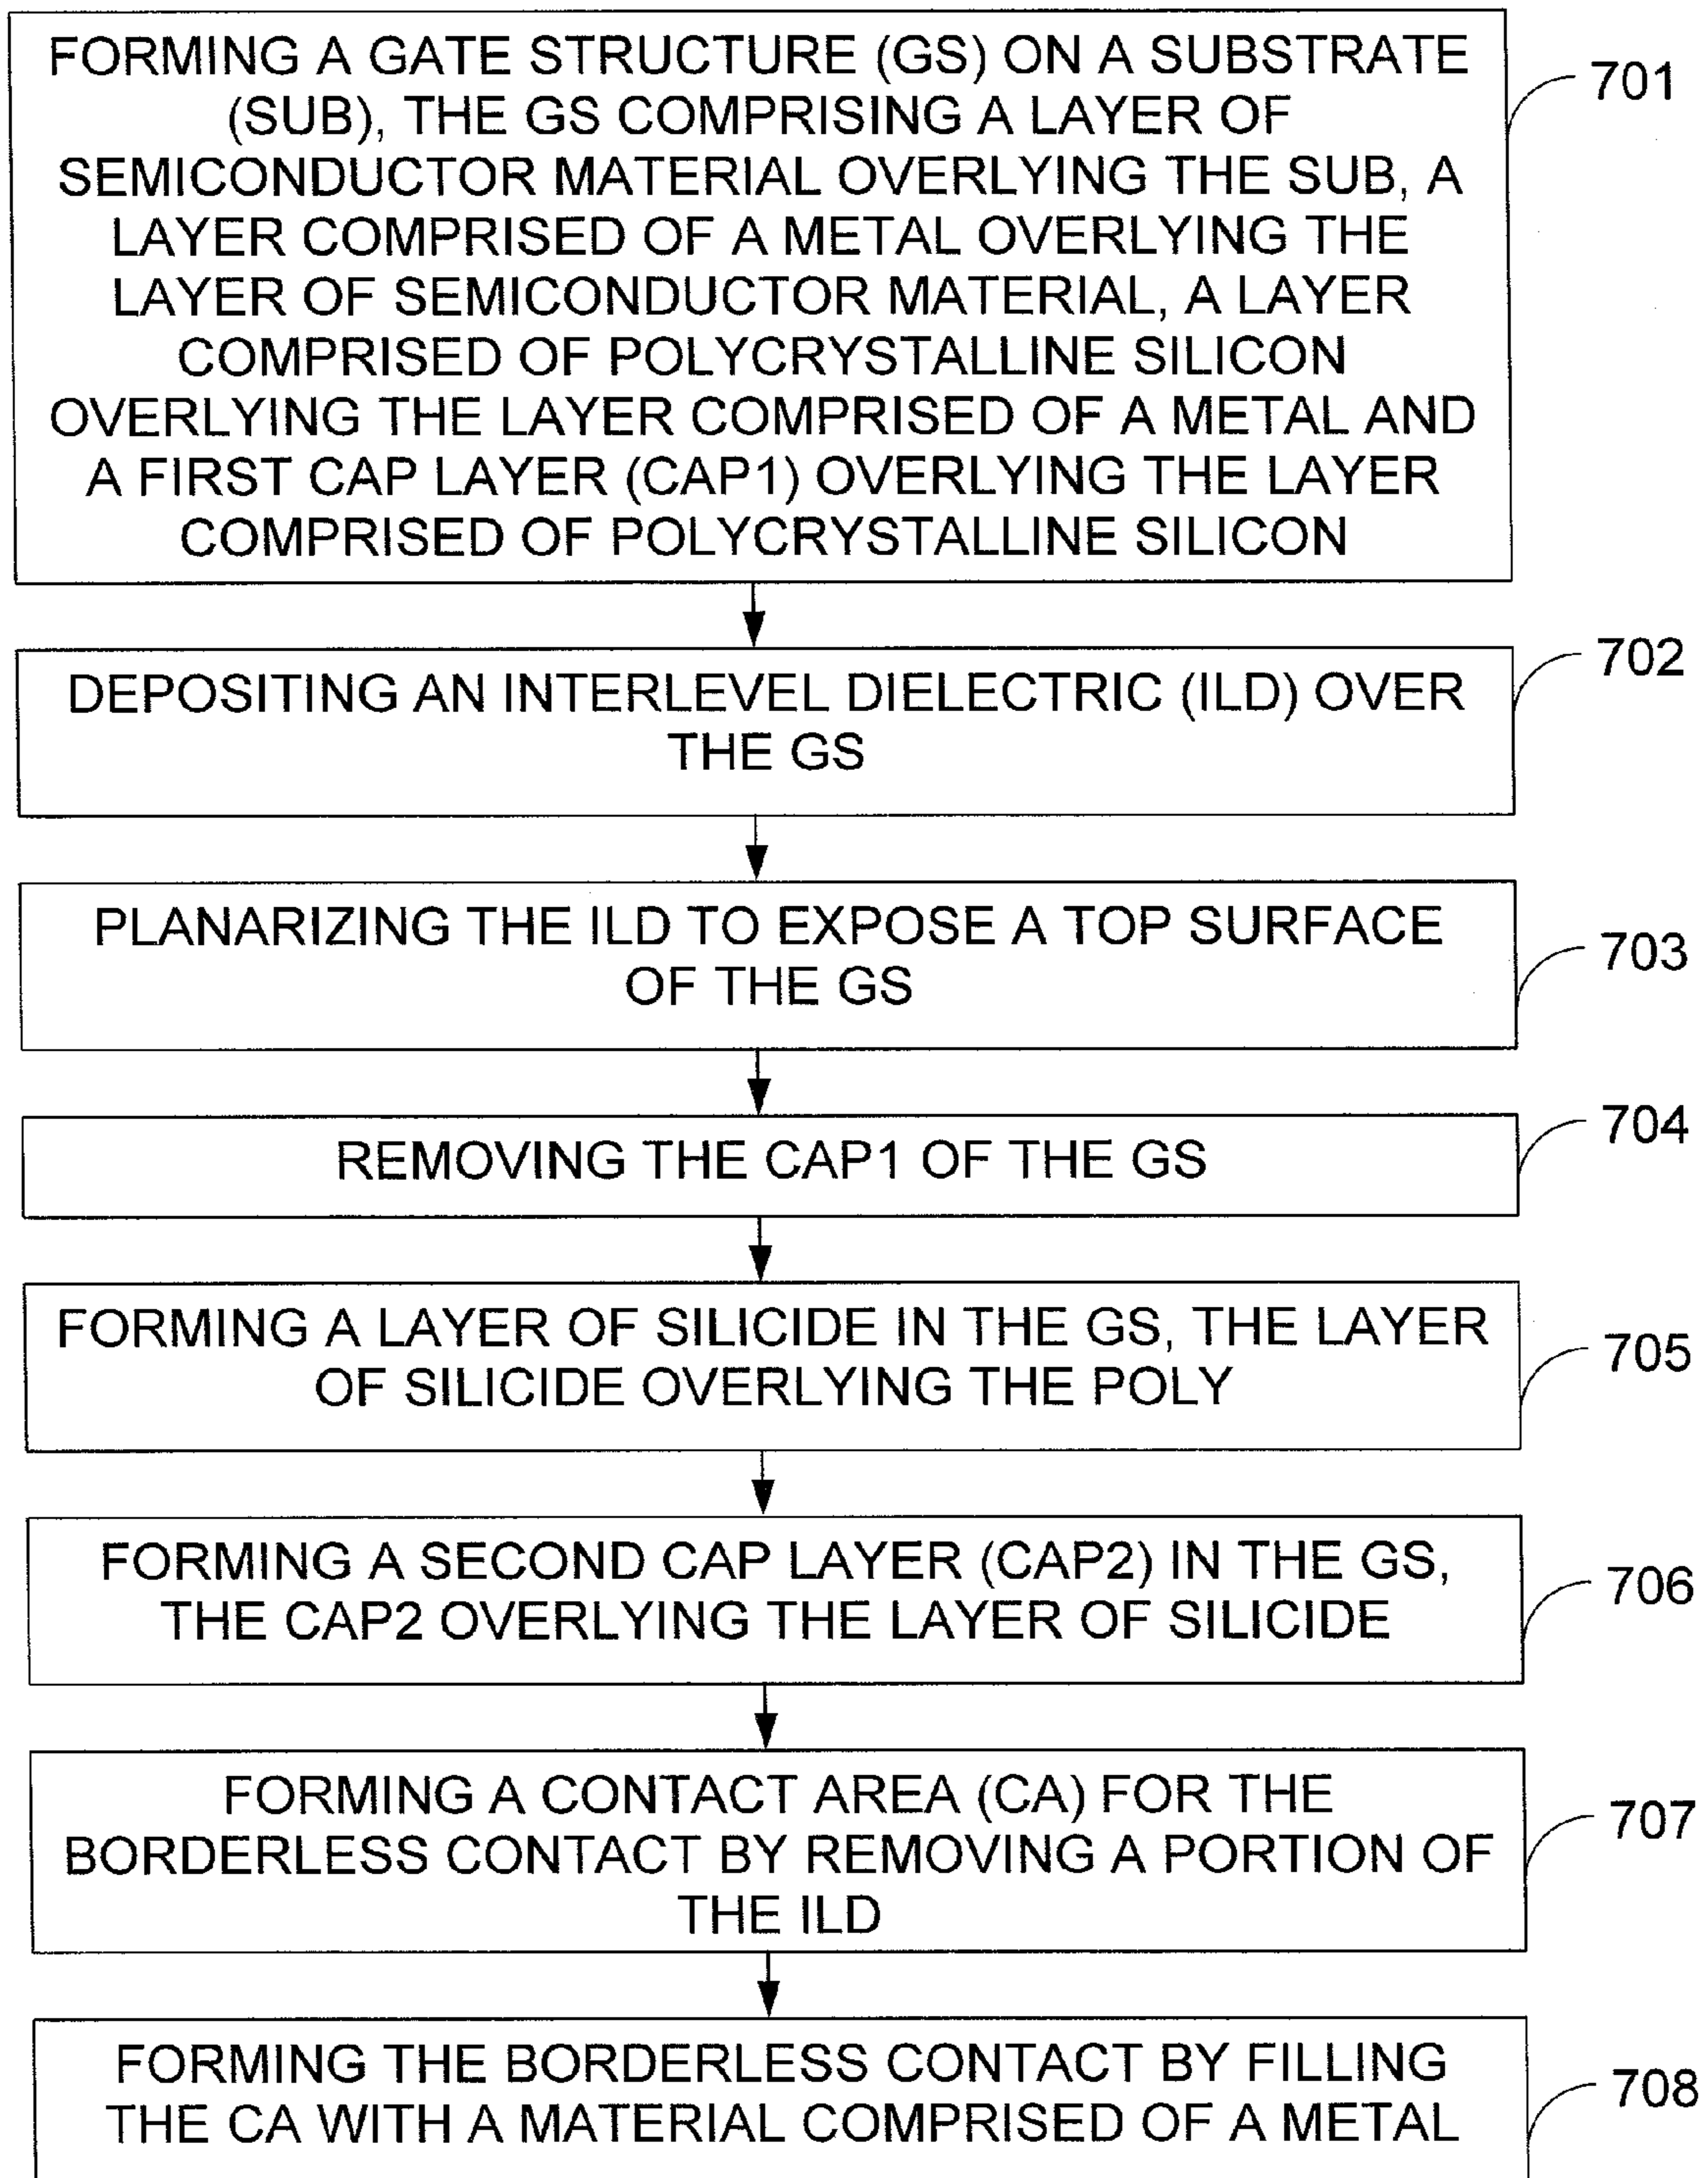 FORMING A GATE STRUCTURE (GS) ON A SUBSTRATE
(SUB), THE GS COMPRISING A LAYER OF
SEMICONDUCTOR MATERIAL OVERLYING THE SUB, A
LAYER COMPRISED OF A METAL OVERLYING THE
LAYER OF SEMICONDUCTOR MATERIAL, A LAYER
COMPRISED OF POLYCRYSTALLINE SILICON
OVERLYING THE LAYER COMPRISED OF A METAL AND
A FIRST CAP LAYER (CAP1) OVERLYING THE LAYER
COMPRISED OF POLYCRYSTALLINE SILICON
701
DEPOSITING AN INTERLEVEL DIELECTRIC (ILD) OVER
THE GS
702
PLANARIZING THE ILD TO EXPOSE A TOP SURFACE
OF THE GS
703
REMOVING THE CAP1 OF THE GS
704
FORMING A LAYER OF SILICIDE IN THE GS, THE LAYER
OF SILICIDE OVERLYING THE POLY
705
FORMING A SECOND CAP LAYER (CAP2) IN THE GS,
THE CAP2 OVERLYING THE LAYER OF SILICIDE
706
FORMING A CONTACT AREA (CA) FOR THE
BORDERLESS CONTACT BY REMOVING A PORTION OF
THE ILD
707
FORMING THE BORDERLESS CONTACT BY FILLING
THE CA WITH A MATERIAL COMPRISED OF A METAL
708